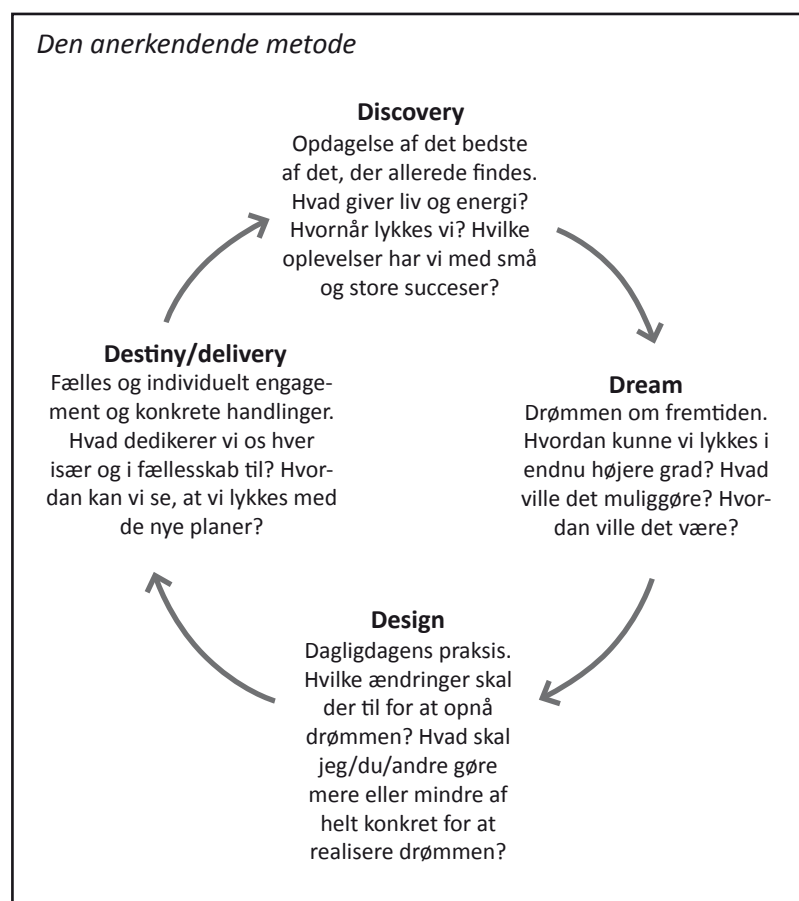 Den anerkendende metode
Discovery
Opdagelse af det bedste
af det, der allerede findes.
Hvad giver liv og energi?
Hvornår lykkes vi? Hvilke
oplevelser har vi med små
og store succeser?
Dream
Drømmen om fremtiden.
Hvordan kunne vi lykkes i
endnu højere grad? Hvad
ville det muliggøre? Hvor-
dan ville det være?
Design
Dagligdagens praksis.
Hvilke ændringer skal
der til for at opnå
drømmen? Hvad skal
jeg/du/andre gøre
mere eller mindre af
helt konkret for at
realisere drømmen?
Destiny/delivery
Fælles og individuelt engage-
ment og konkrete handlinger.
Hvad dedikerer vi os hver
især og i fællesskab til? Hvor-
dan kan vi se, at vi lykkes med
de nye planer?